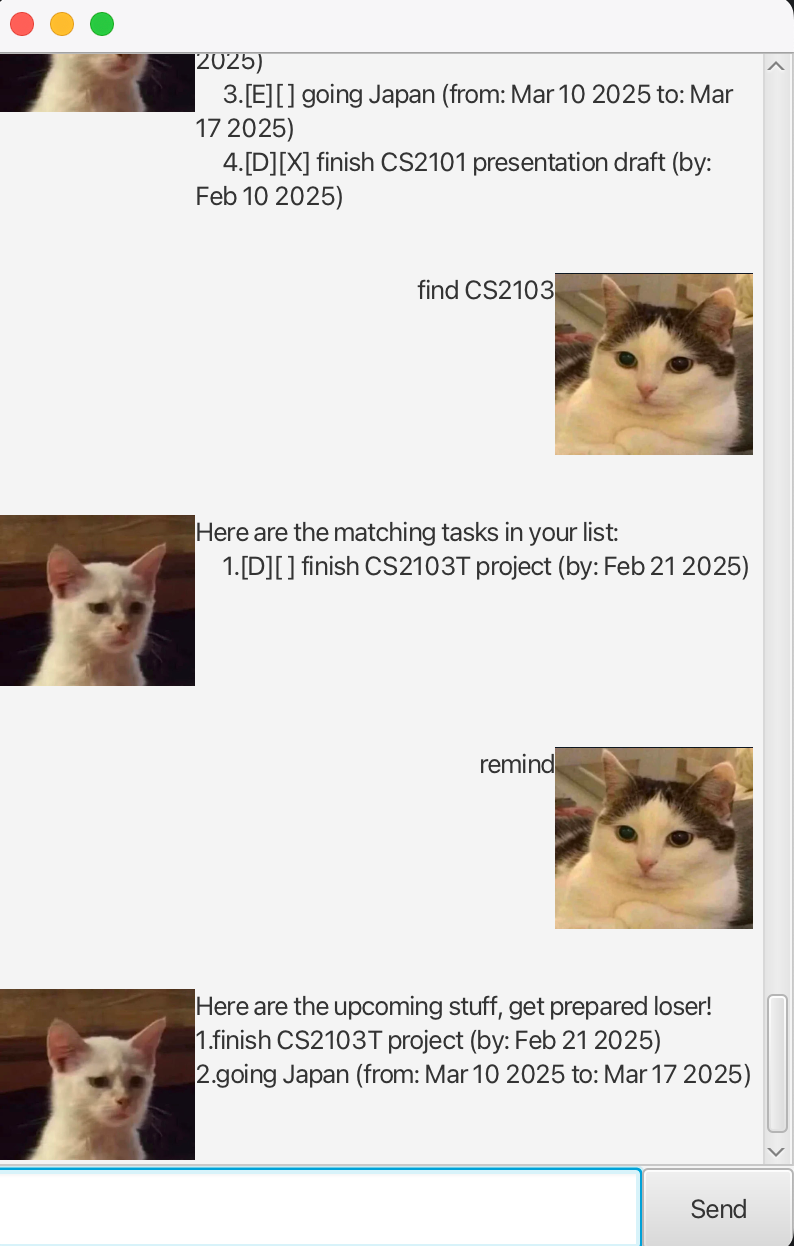 2025)
3.[E][ ] going Japan (from: Mar 10 2025 to: Mar
17 2025)
4.[D][X] finish CS2101 presentation draft (by:
Feb 10 2025)
find CS2103
Here are the matching tasks in your list:
1.[D][ ] finish CS2103T project (by: Feb 21 2025)
remind
Here are the upcoming stuff, get prepared loser!
1.finish CS2103T project (by: Feb 21 2025)
2.going Japan (from: Mar 10 2025 to: Mar 17 2025)
Send